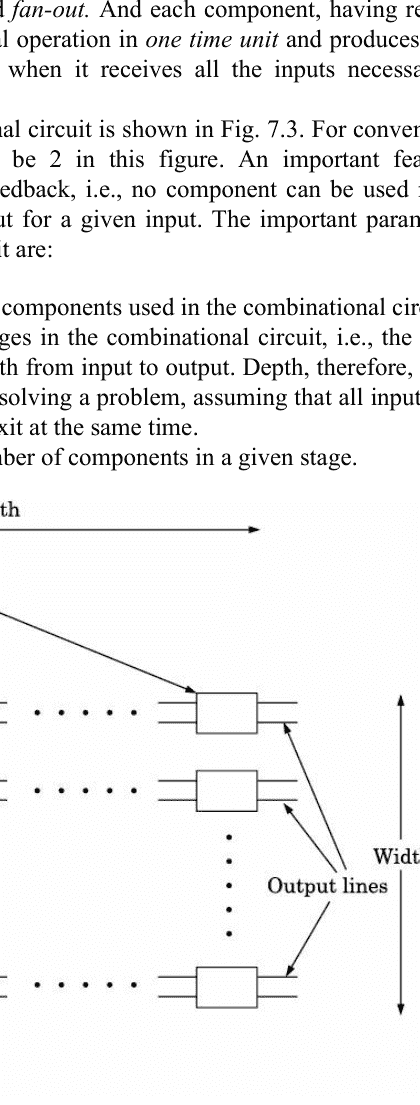 fan-out. And each component, having re
al operation in one time unit and produces
when it receives all the inputs necessa
nal circuit is shown in Fig. 7.3. For conven
be 2 in this figure. An important fea
edback, i.e., no component can be used
ut for a given input. The important param
it are:
components used in the combinational circ
ges in the combinational circuit, i.e., the
th from input to output. Depth, therefore,
solving a problem, assuming that all input
xit at the same time.
ber of components in a given stage.
th
Widt
Output lines